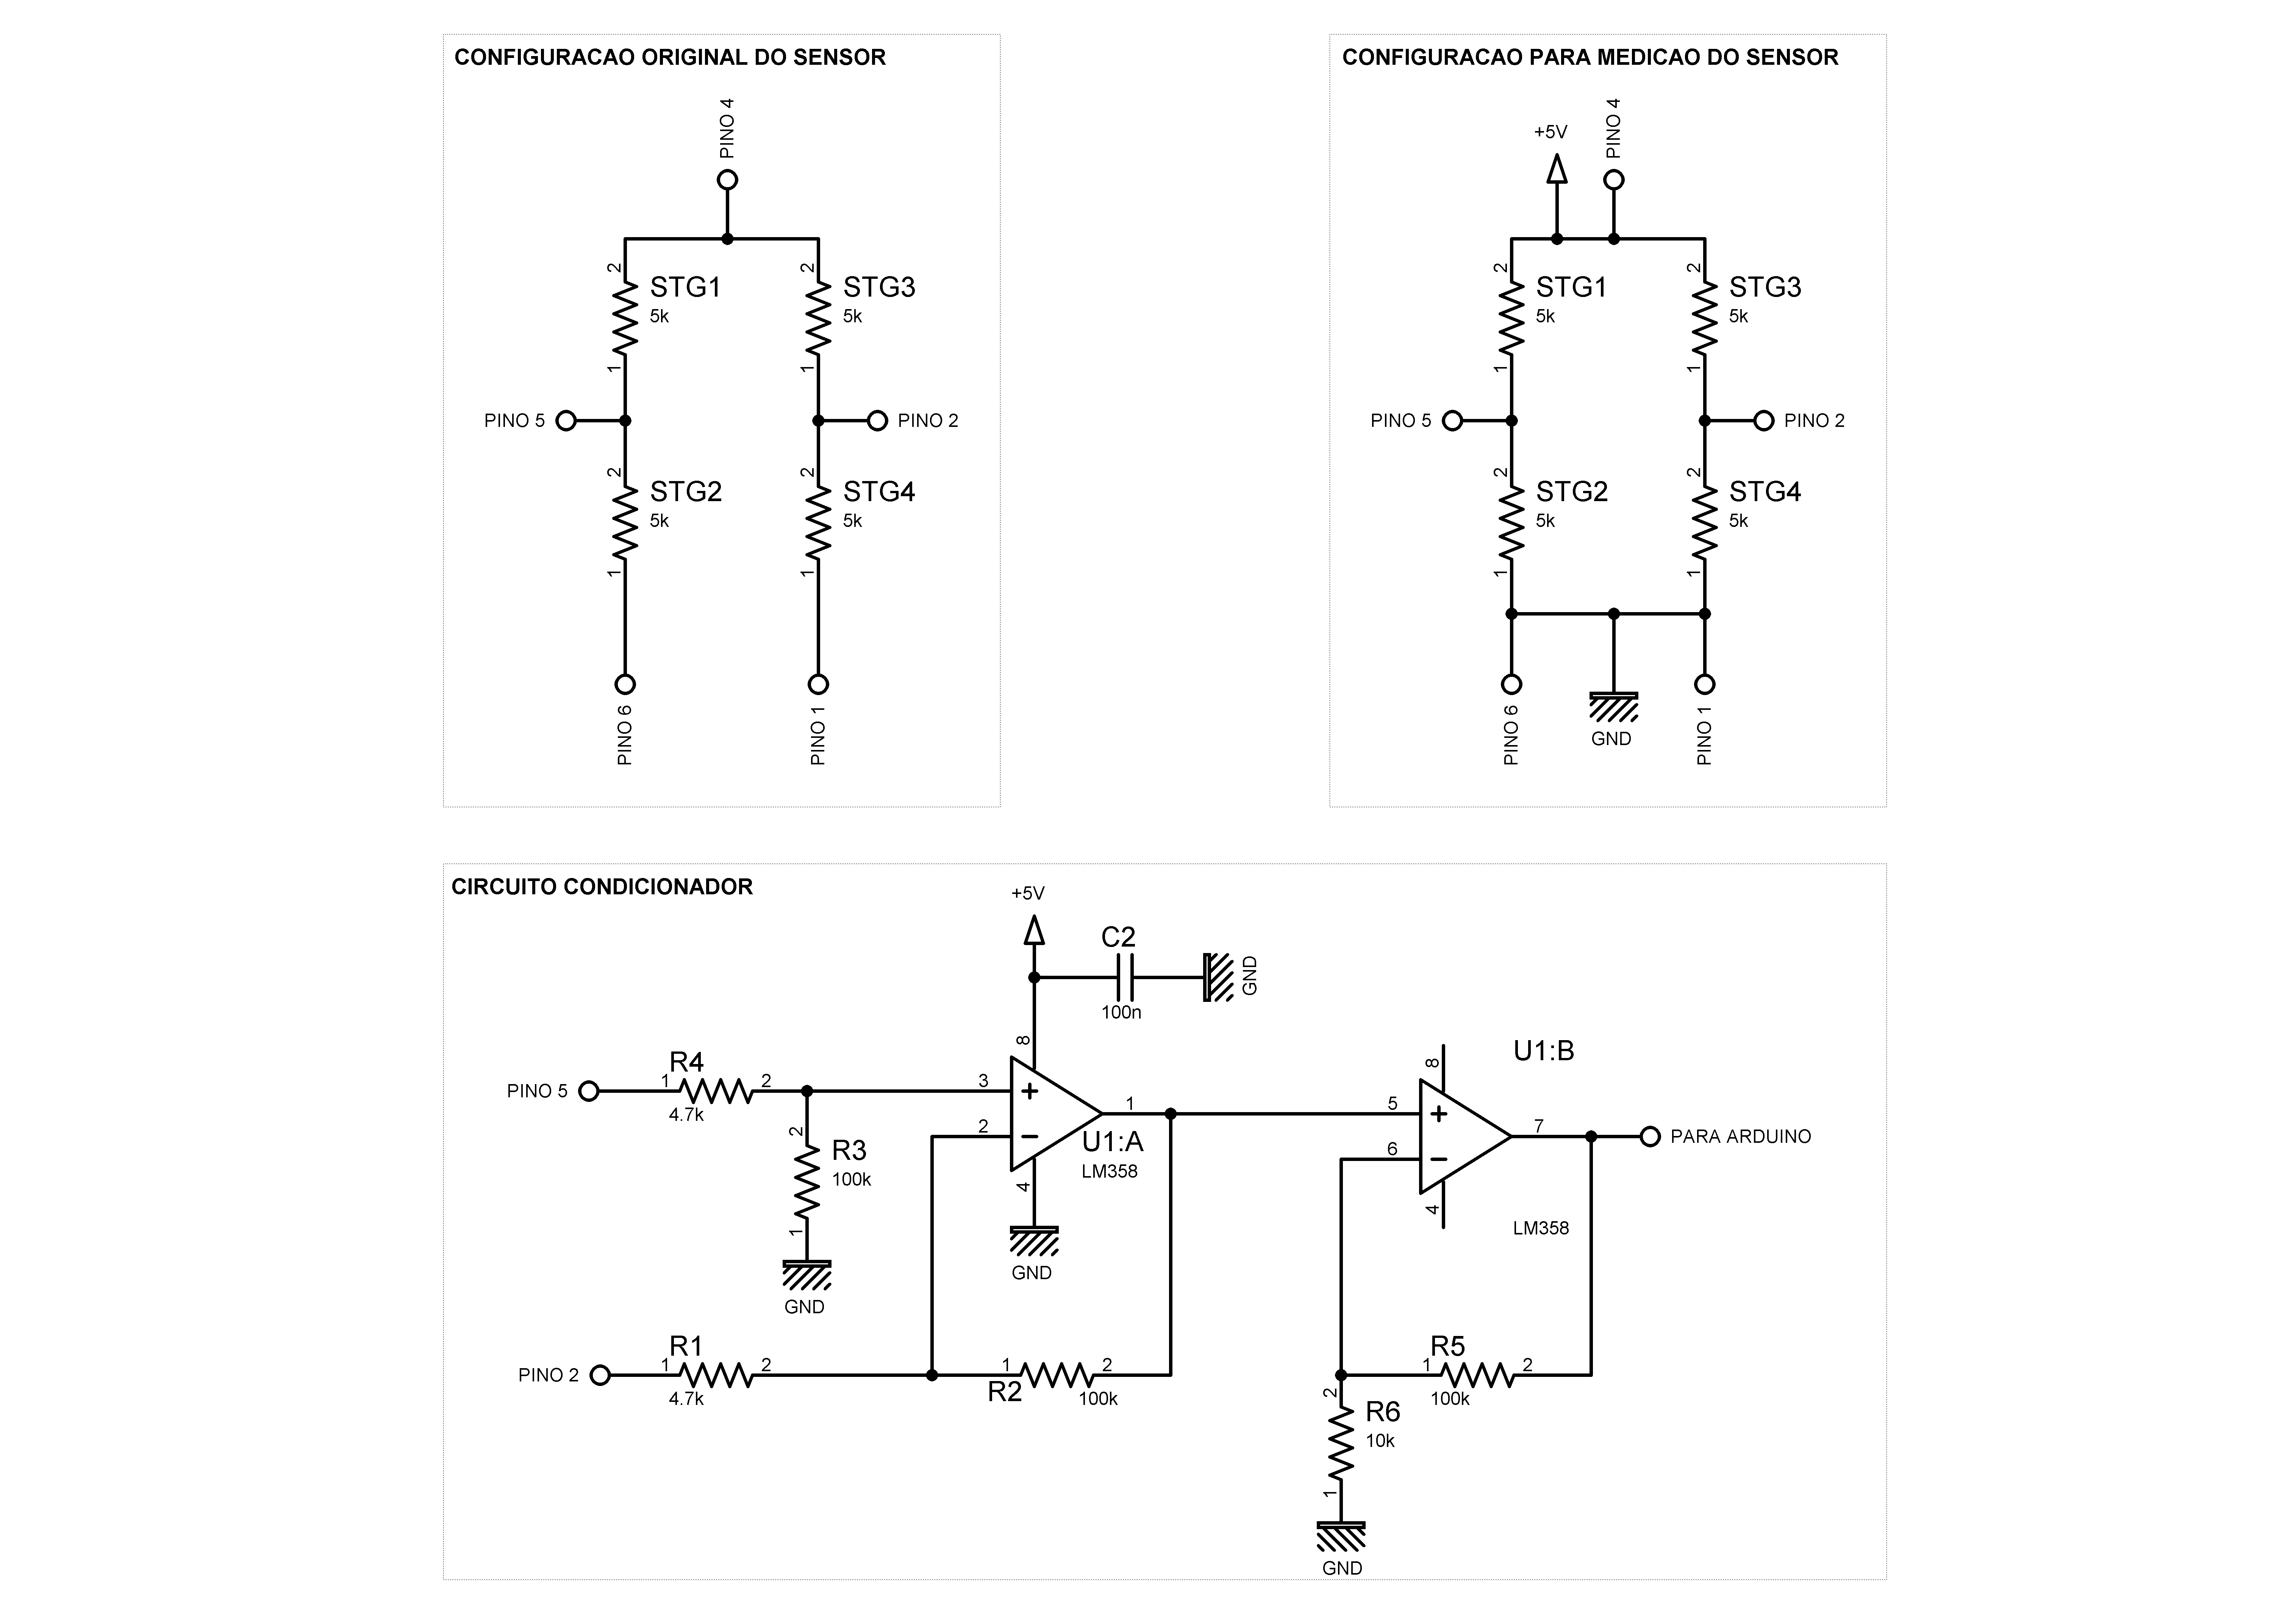 CONFIGURACAO ORIGINAL DO SENSOR
PINO 4
2
STG1
5k
1
2
STG3
5k
1
PINO 5
PINO 2
2
STG2
5k
1
2
STG4
5k
1
PINO 6
PINO 1
CONFIGURACAO PARA MEDICAO DO SENSOR
+5V
PINO 4
2
STG1
5k
1
2
STG3
5k
1
PINO 5
PINO 2
2
STG2
5k
1
2
STG4
5k
1
PINO 6
GND
PINO 1
CIRCUITO CONDICIONADOR
+5V
C2
100n
GND
8
U1:B
8
R4
PINO 5
1
2
4.7k
3
2
1
U1:A
LM358
4
GND
2
R3
100k
1
GND
5
6
7
PARA ARDUINO
4
LM358
R1
PINO 2
1
2
4.7k
1
2
R2
100k
R5
1
2
100k
2
R6
10k
1
GND